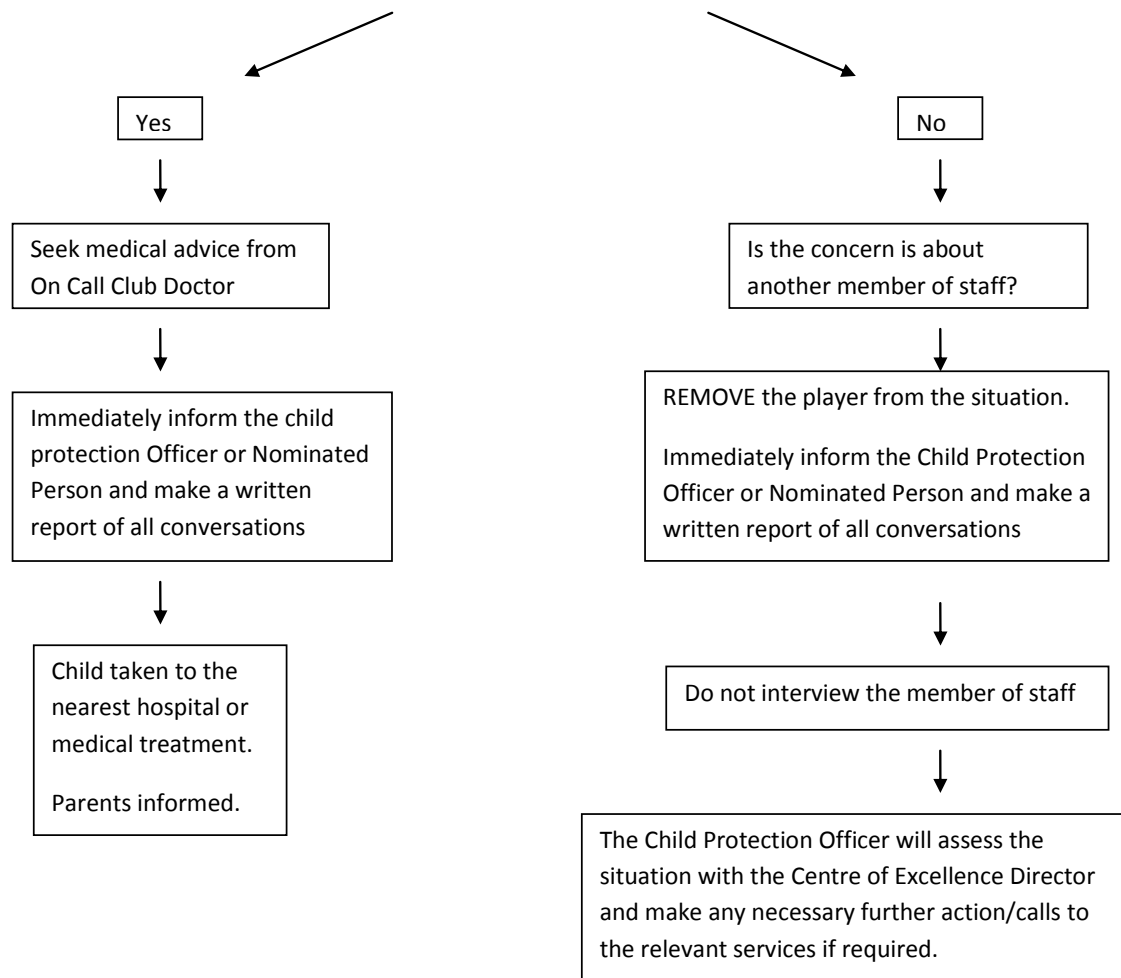 Yes
Seek medical advice from
On Call Club Doctor
Immediately inform the child
protection Officer or Nominated
Person and make a written
report of all conversations
Child taken to the
nearest hospital or
medical treatment.
Parents informed.
No
Is the concern is about
another member of staff?
REMOVE the player from the situation.
Immediately inform the Child Protection
Officer or Nominated Person and make a
written report of all conversations
Do not interview the member of staff
The Child Protection Officer will assess the
situation with the Centre of Excellence Director
and make any necessary further action/calls to
the relevant services if required.